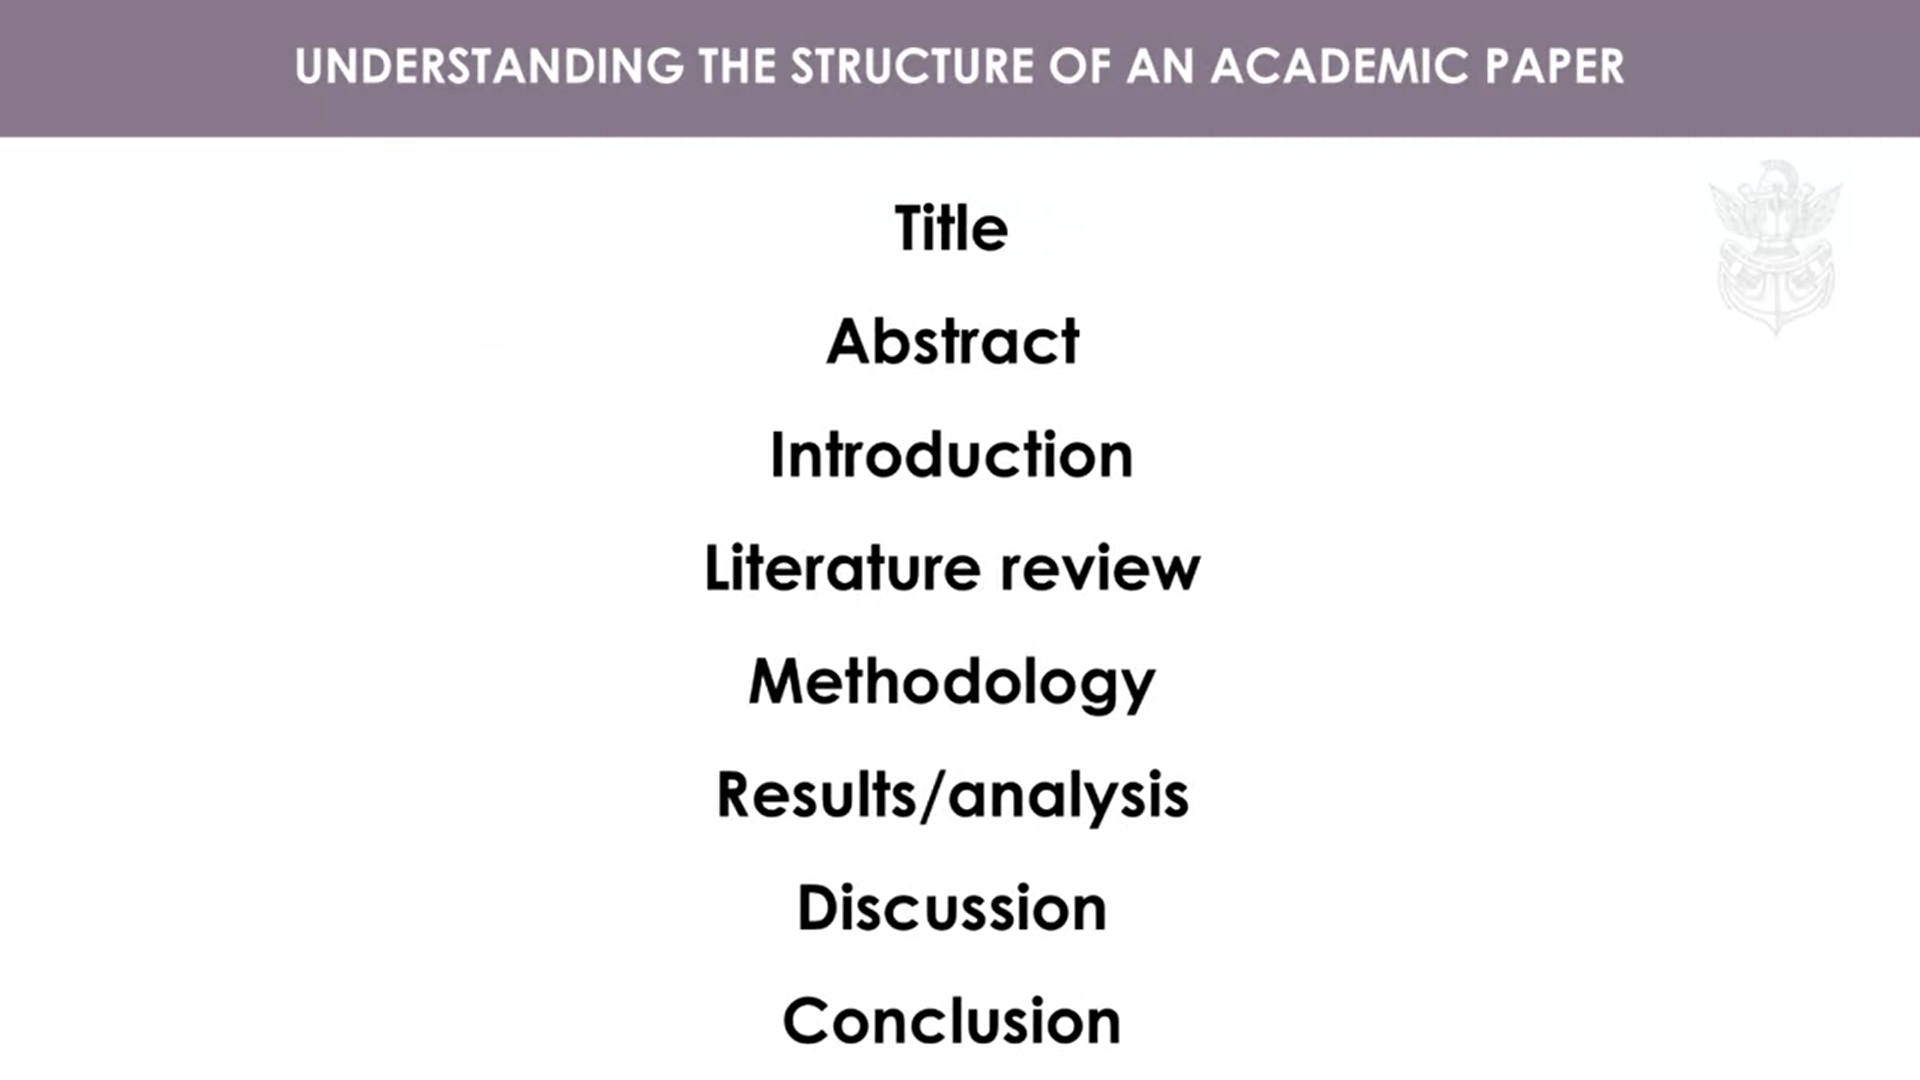 UNDERSTANDING THE STRUCTURE OF AN ACADEMIC PAPER
Title
Abstract
Introduction
Literature review
Methodology
Results/analysis
Discussion
Conclusion